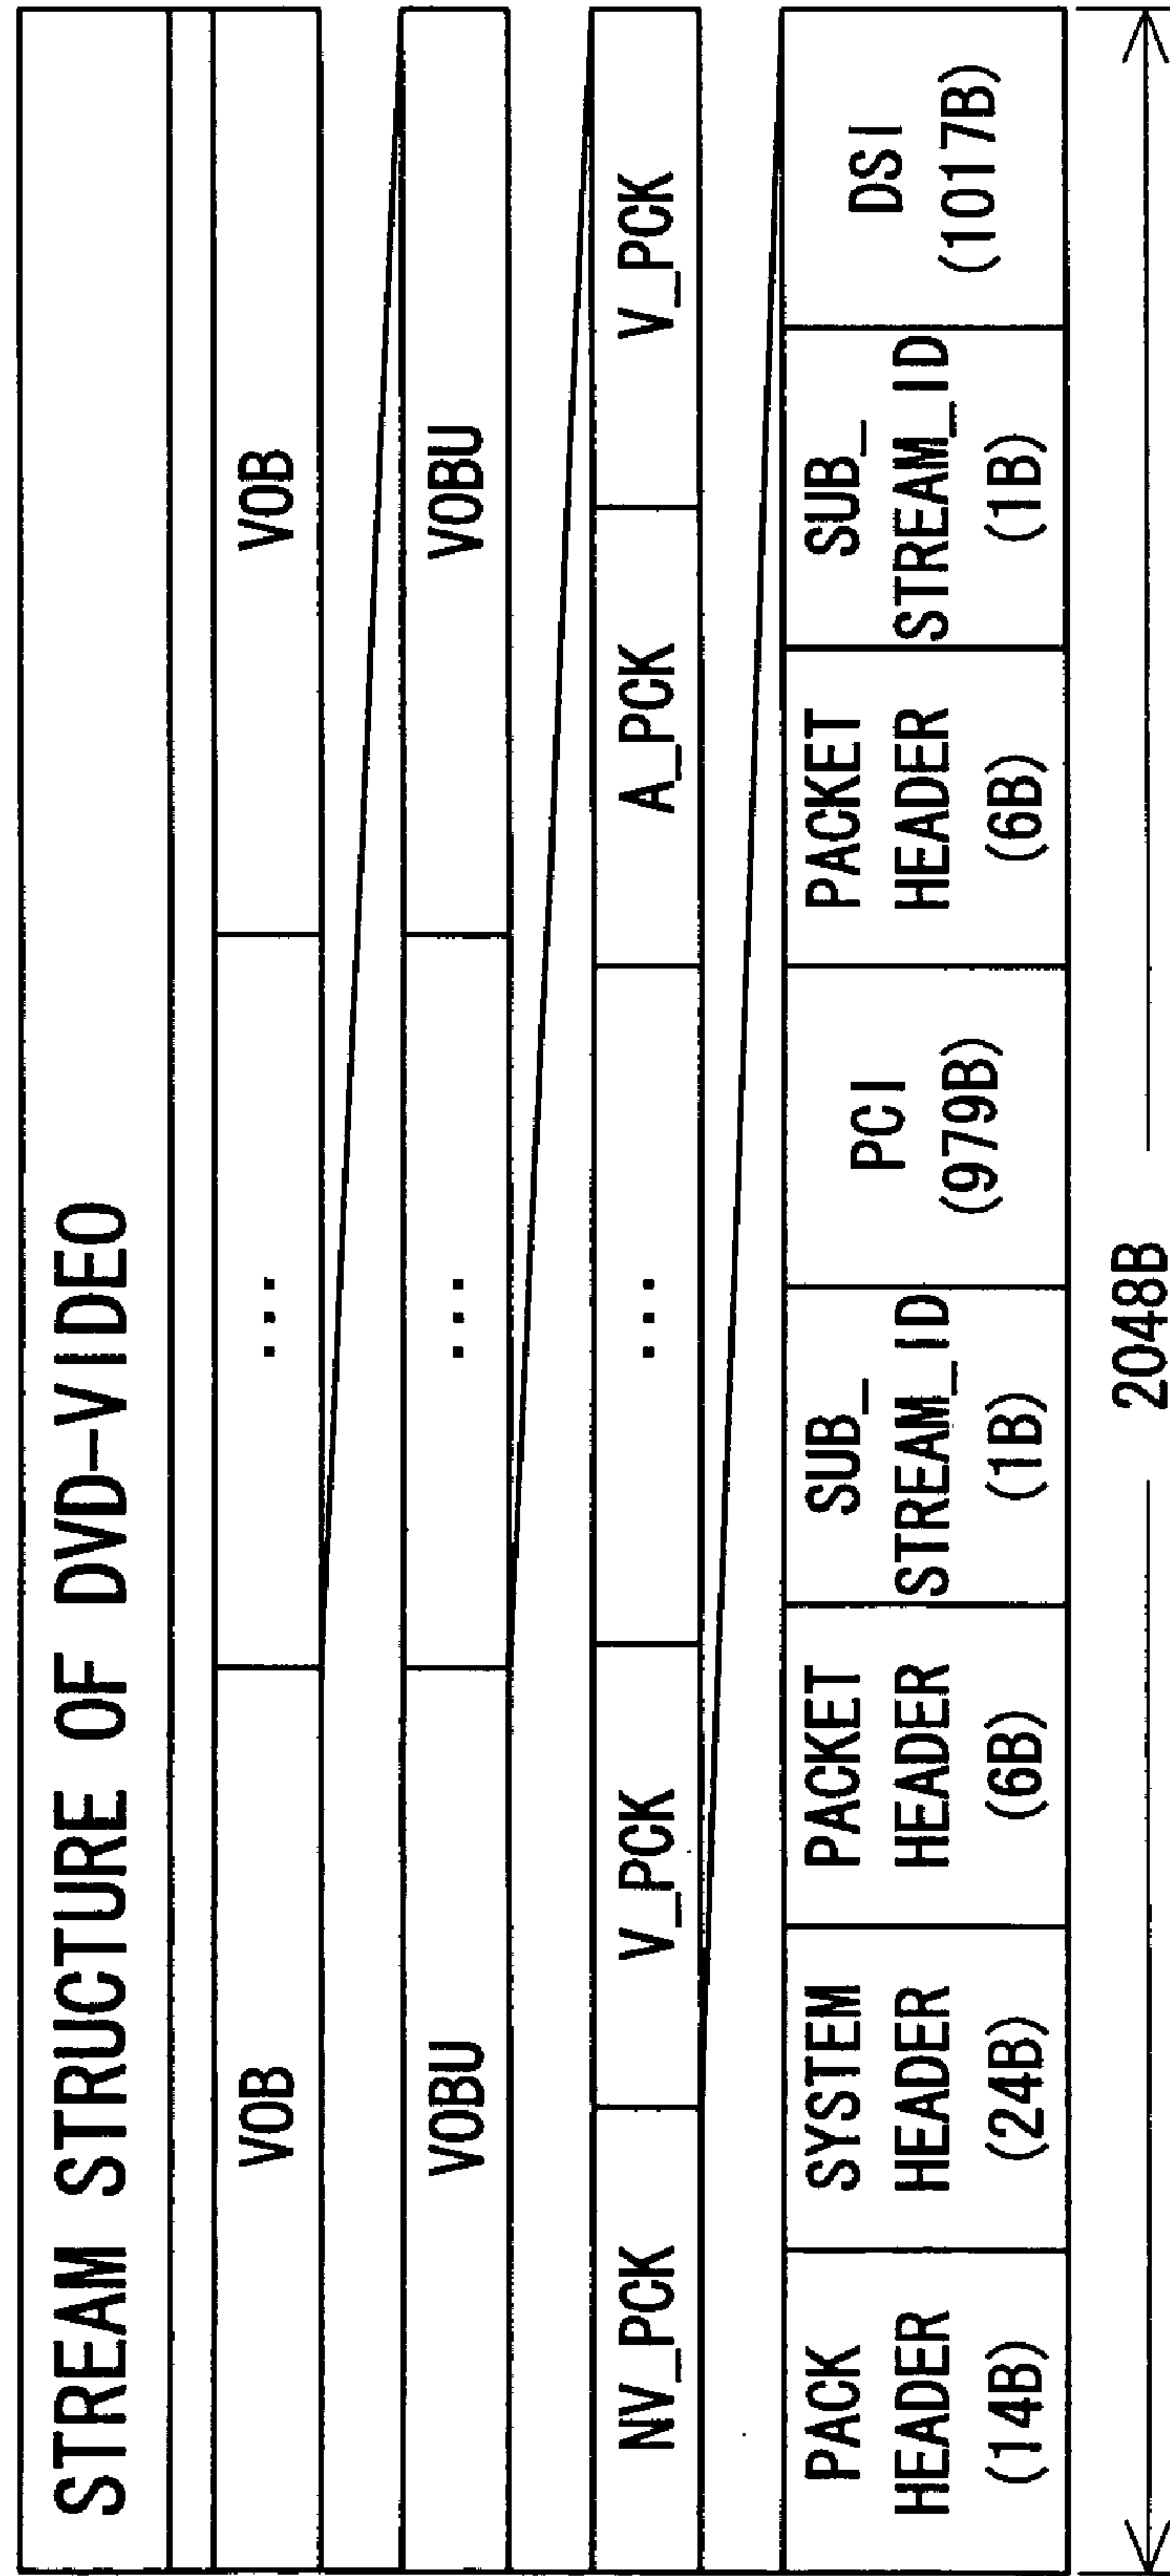 STREAM STRUCTURE OF DVD-VIDEO
VOB ... VOB
VOBU ... VOBU
NV_PCK V_PCK ... A_PCK V_PCK
PACK HEADER (14B)
SYSTEM HEADER (24B)
PACKET HEADER (6B)
SUB_ STREAM_ID (1B)
PCI (979B)
PACKET HEADER (6B)
SUB_ STREAM_ID (1B)
DSI (1017B)
2048B